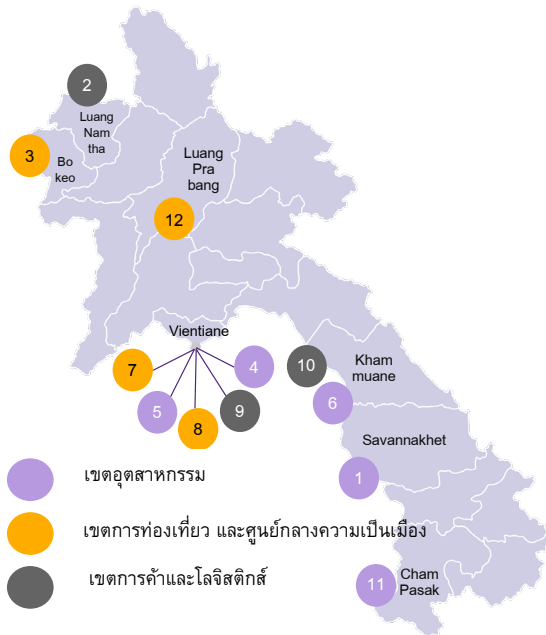 2
Luang
Nam
tha
3
Bo
keo
Luang
Pra
bang
12
Vientiane
7
4
5
8
9
10
Kham
muane
6
Savannakhet
1
11
Cham
Pasak
เขตอุตสาหกรรม
เขตการท่องเที่ยว และศูนย์กลางความเป็นเมือง
เขตการค้าและโลจิสติกส์